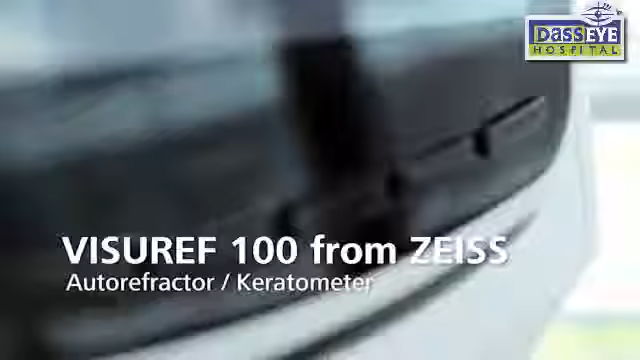 DASSEYE
HOSPITAL
VISUREF 100 from ZEISS
Autorefractor / Keratometer